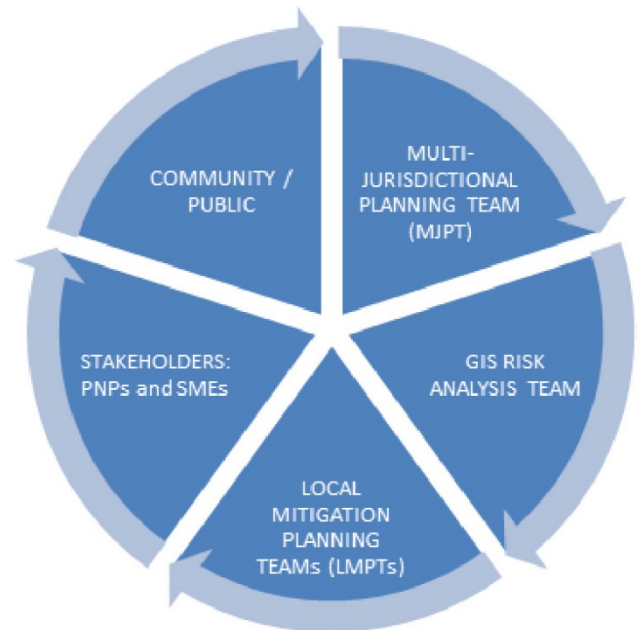 COMMUNITY /
PUBLIC
MULTI-
JURISDICTIONAL
PLANNING TEAM
(MJPT)
GIS RISK
ANALYSIS TEAM
LOCAL
MITIGATION
PLANNING
TEAMs (LMPTs)
STAKEHOLDERS:
PNPs and SMEs